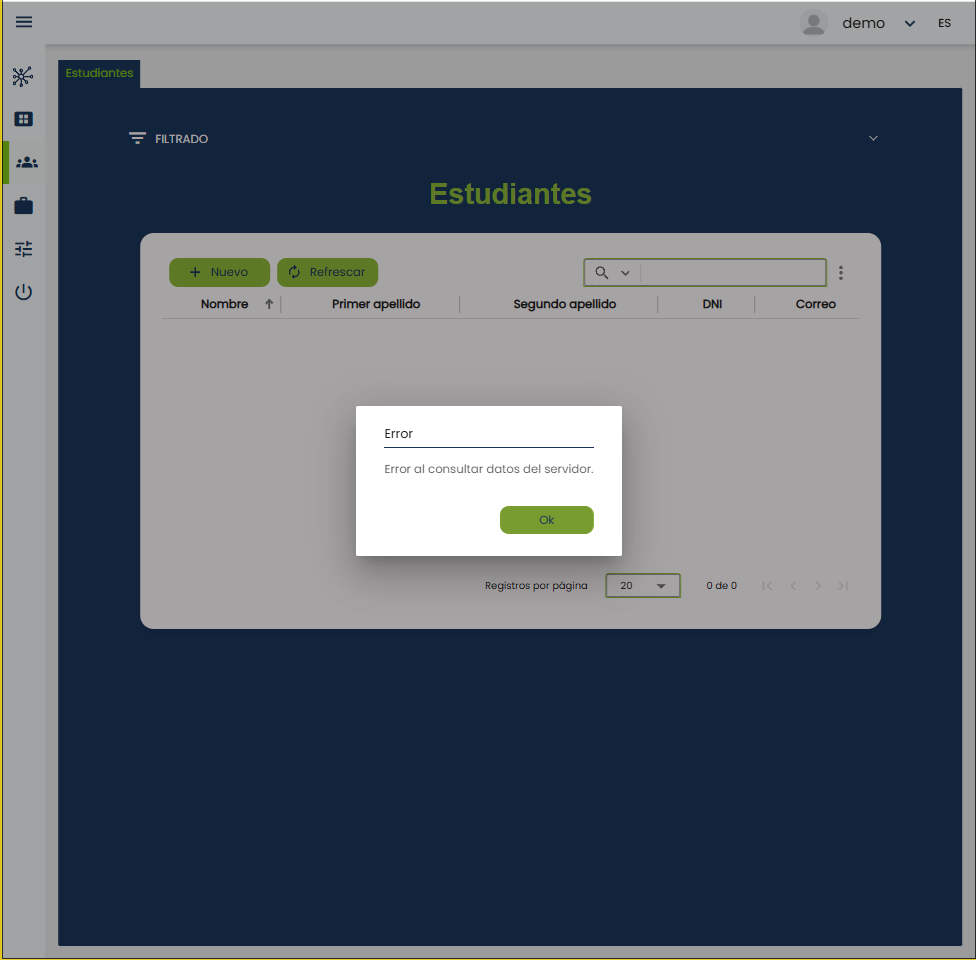 demo ES
Estudiantes
FILTRADO
Estudiantes
Nuevo Refrescar
Nombre Primer apellido Segundo apellido DNI Correo
Error
Error al consultar datos del servidor.
Ok
Registros por página 20 0 de 0